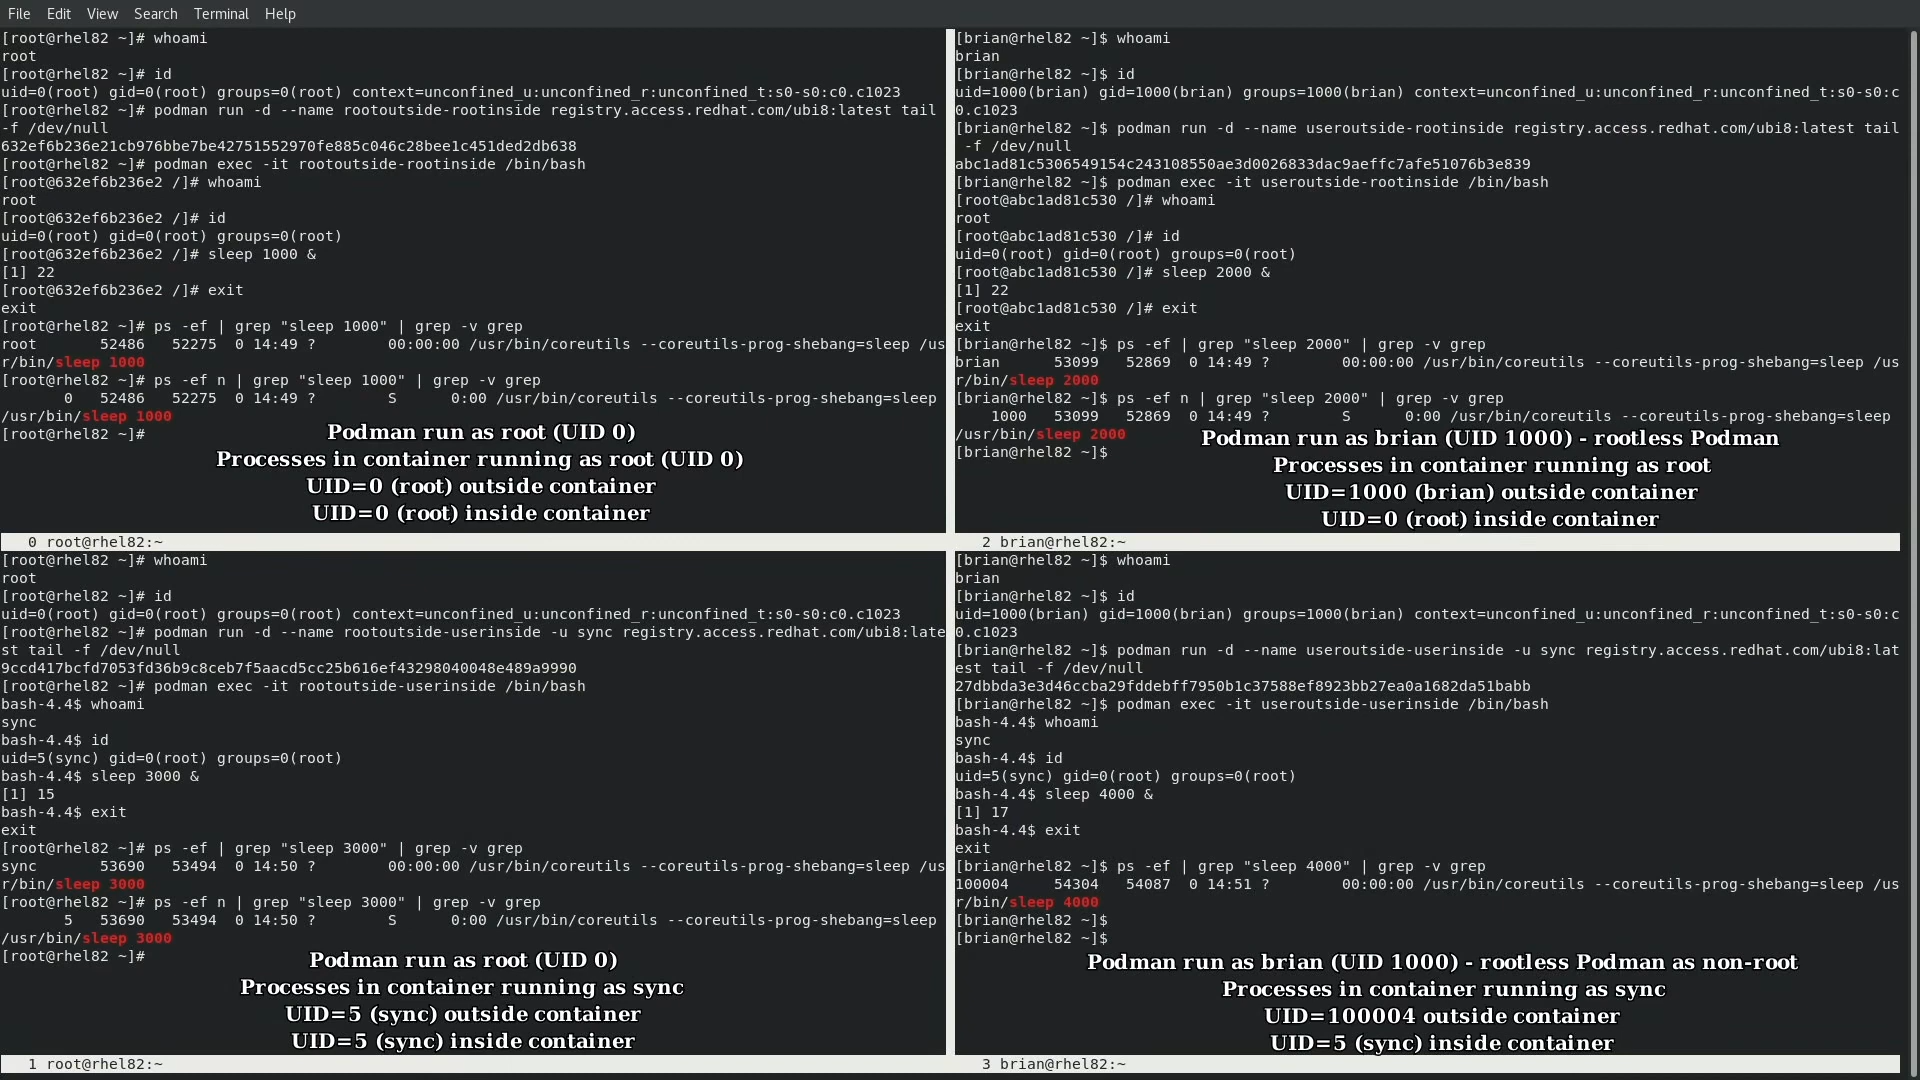 File Edit View Search Terminal Help
[root@rhel82 ~]# whoami
root
[root@rhel82 ~]# id
uid=0(root) gid=0(root) groups=0(root) context=unconfined_u:unconfined_r:unconfined_t:s0-s0:c0.c1023
[root@rhel82 ~]# podman run -d --name rootoutside-rootinside registry.access.redhat.com/ubi8:latest tail
-f /dev/null
632ef6b236e21cb976bbe7be42751552970fe885c046c28bee1c451ded2db638
[root@rhel82 ~]# podman exec -it rootoutside-rootinside /bin/bash
[root@632ef6b236e2 /]# whoami
root
[root@632ef6b236e2 /]# id
uid=0(root) gid=0(root) groups=0(root)
[root@632ef6b236e2 /]# sleep 1000 &
[1] 22
[root@632ef6b236e2 /]# exit
exit
[root@rhel82 ~]# ps -ef | grep "sleep 1000" | grep -v grep
root       52486   52275  0 14:49 ?        00:00:00 /usr/bin/coreutils --coreutils-prog-shebang=sleep /us
r/bin/sleep 1000
[root@rhel82 ~]# ps -ef n | grep "sleep 1000" | grep -v grep
       0   52486   52275  0 14:49 ?        S      0:00 /usr/bin/coreutils --coreutils-prog-shebang=sleep
/usr/bin/sleep 1000
[root@rhel82 ~]#
Podman run as root (UID 0)
Processes in container running as root (UID 0)
UID=0 (root) outside container
UID=0 (root) inside container
0 root@rhel82:~
[brian@rhel82 ~]$ whoami
brian
[brian@rhel82 ~]$ id
uid=1000(brian) gid=1000(brian) groups=1000(brian) context=unconfined_u:unconfined_r:unconfined_t:s0-s0:c
0.c1023
[brian@rhel82 ~]$ podman run -d --name useroutside-rootinside registry.access.redhat.com/ubi8:latest tail
 -f /dev/null
abc1ad81c5306549154c243108550ae3d0026833dac9aeffc7afe51076b3e839
[brian@rhel82 ~]$ podman exec -it useroutside-rootinside /bin/bash
[root@abc1ad81c530 /]# whoami
root
[root@abc1ad81c530 /]# id
uid=0(root) gid=0(root) groups=0(root)
[root@abc1ad81c530 /]# sleep 2000 &
[1] 22
[root@abc1ad81c530 /]# exit
exit
[brian@rhel82 ~]$ ps -ef | grep "sleep 2000" | grep -v grep
brian      53099   52869  0 14:49 ?        00:00:00 /usr/bin/coreutils --coreutils-prog-shebang=sleep /us
r/bin/sleep 2000
[brian@rhel82 ~]$ ps -ef n | grep "sleep 2000" | grep -v grep
    1000   53099   52869  0 14:49 ?        S      0:00 /usr/bin/coreutils --coreutils-prog-shebang=sleep
/usr/bin/sleep 2000
[brian@rhel82 ~]$
Podman run as brian (UID 1000) - rootless Podman
Processes in container running as root
UID=1000 (brian) outside container
UID=0 (root) inside container
2 brian@rhel82:~
[root@rhel82 ~]# whoami
root
[root@rhel82 ~]# id
uid=0(root) gid=0(root) groups=0(root) context=unconfined_u:unconfined_r:unconfined_t:s0-s0:c0.c1023
[root@rhel82 ~]# podman run -d --name rootoutside-userinside -u sync registry.access.redhat.com/ubi8:late
st tail -f /dev/null
9ccd417bcfd7053fd36b9c8ceb7f5aacd5cc25b616ef43298040048e489a9990
[root@rhel82 ~]# podman exec -it rootoutside-userinside /bin/bash
bash-4.4$ whoami
sync
bash-4.4$ id
uid=5(sync) gid=0(root) groups=0(root)
bash-4.4$ sleep 3000 &
[1] 15
bash-4.4$ exit
exit
[root@rhel82 ~]# ps -ef | grep "sleep 3000" | grep -v grep
sync       53690   53494  0 14:50 ?        00:00:00 /usr/bin/coreutils --coreutils-prog-shebang=sleep /us
r/bin/sleep 3000
[root@rhel82 ~]# ps -ef n | grep "sleep 3000" | grep -v grep
       5   53690   53494  0 14:50 ?        S      0:00 /usr/bin/coreutils --coreutils-prog-shebang=sleep
/usr/bin/sleep 3000
[root@rhel82 ~]#
Podman run as root (UID 0)
Processes in container running as sync
UID=5 (sync) outside container
UID=5 (sync) inside container
1 root@rhel82:~
[brian@rhel82 ~]$ whoami
brian
[brian@rhel82 ~]$ id
uid=1000(brian) gid=1000(brian) groups=1000(brian) context=unconfined_u:unconfined_r:unconfined_t:s0-s0:c
0.c1023
[brian@rhel82 ~]$ podman run -d --name useroutside-userinside -u sync registry.access.redhat.com/ubi8:lat
est tail -f /dev/null
27dbbda3e3d46ccba29fddebff7950b1c37588ef8923bb27ea0a1682da51babb
[brian@rhel82 ~]$ podman exec -it useroutside-userinside /bin/bash
bash-4.4$ whoami
sync
bash-4.4$ id
uid=5(sync) gid=0(root) groups=0(root)
bash-4.4$ sleep 4000 &
[1] 17
bash-4.4$ exit
exit
[brian@rhel82 ~]$ ps -ef | grep "sleep 4000" | grep -v grep
100004     54304   54087  0 14:51 ?        00:00:00 /usr/bin/coreutils --coreutils-prog-shebang=sleep /us
r/bin/sleep 4000
[brian@rhel82 ~]$
[brian@rhel82 ~]$
Podman run as brian (UID 1000) - rootless Podman as non-root
Processes in container running as sync
UID=100004 outside container
UID=5 (sync) inside container
3 brian@rhel82:~